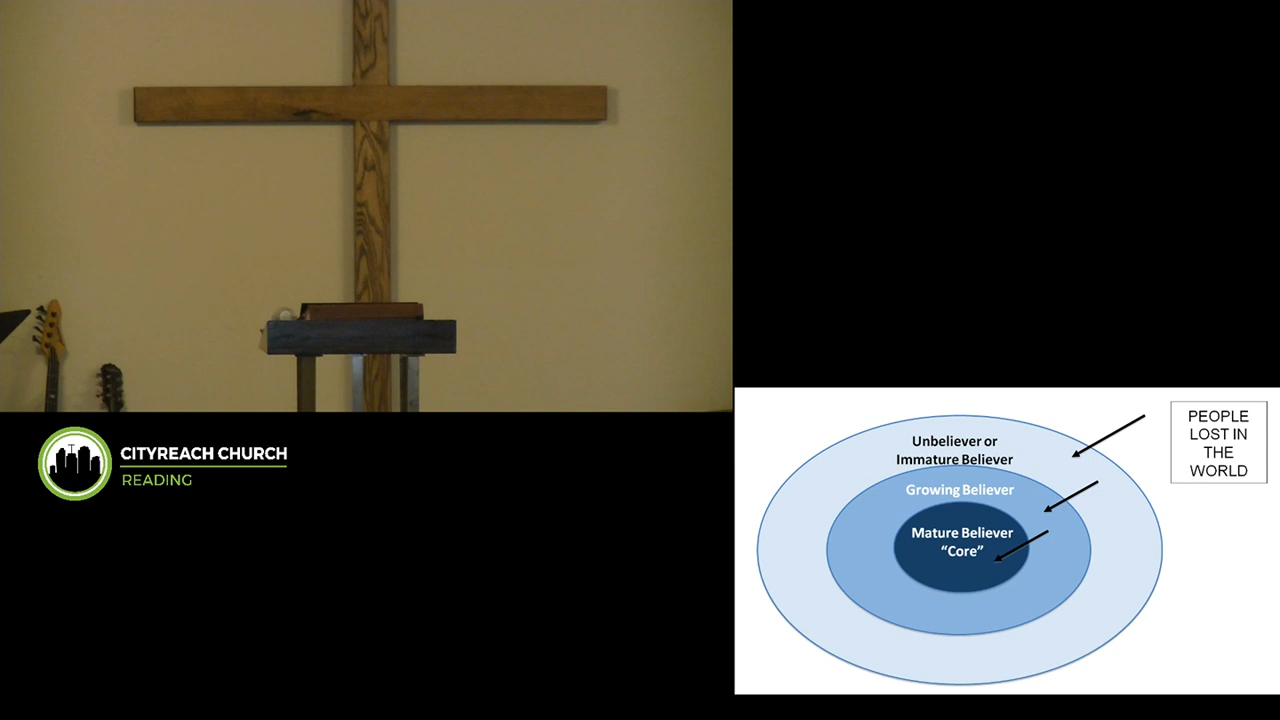 CITYREACH CHURCH
READING
Unbeliever or
Immature Believer
Growing Believer
Mature Believer
“Core”
PEOPLE
LOST IN
THE
WORLD